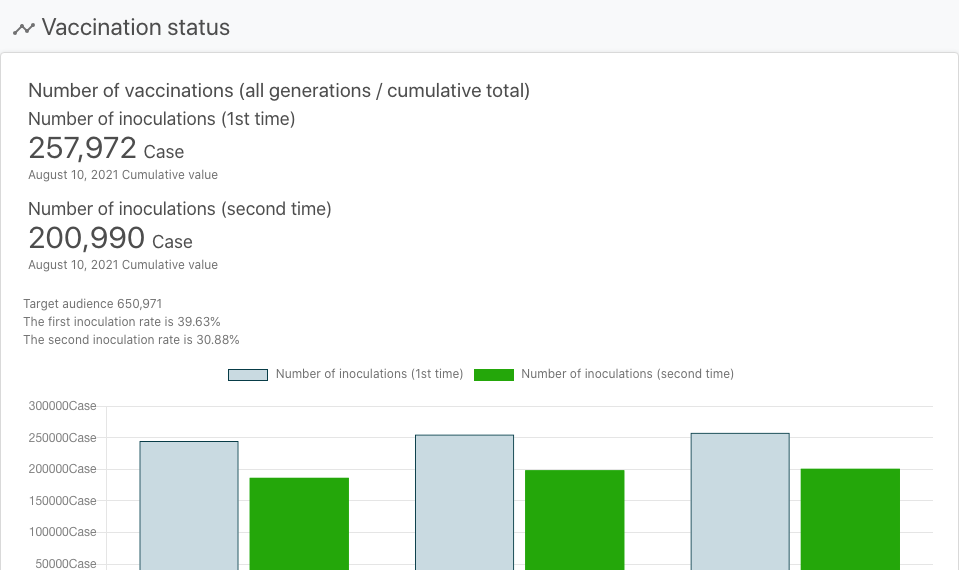 Vaccination status
Number of vaccinations (all generations / cumulative total)
Number of inoculations (1st time)
257,972 Case
August 10, 2021 Cumulative value
Number of inoculations (second time)
200,990 Case
August 10, 2021 Cumulative value
Target audience 650,971
The first inoculation rate is 39.63%
The second inoculation rate is 30.88%
Number of inoculations (1st time) Number of inoculations (second time)
300000Case
250000Case
200000Case
150000Case
100000Case
50000Case